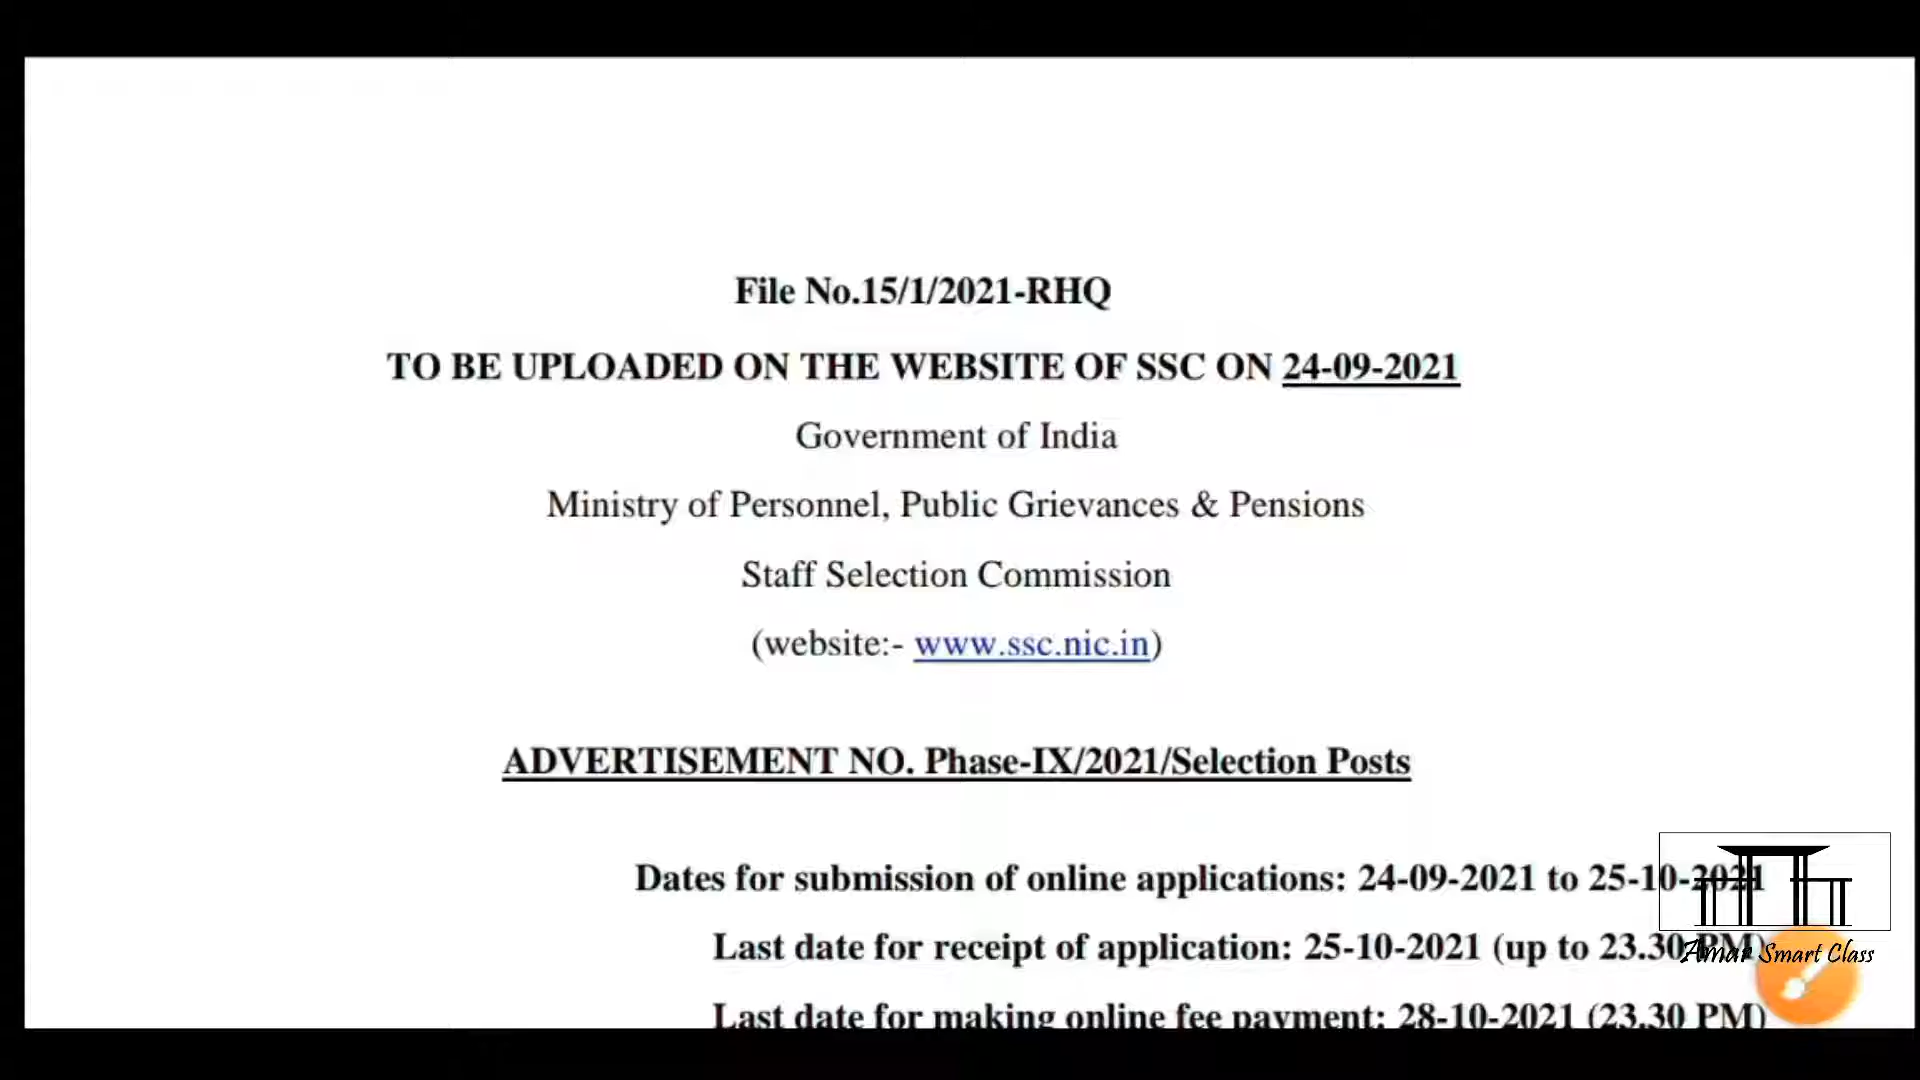 File No.15/1/2021-RHQ
TO BE UPLOADED ON THE WEBSITE OF SSC ON 24-09-2021
Government of India
Ministry of Personnel, Public Grievances & Pensions
Staff Selection Commission
(website:- www.ssc.nic.in)
ADVERTISEMENT NO. Phase-IX/2021/Selection Posts
Dates for submission of online applications: 24-09-2021 to 25-10-2021
Last date for receipt of application: 25-10-2021 (up to 23.30 PM)
Amar Smart Class
Last date for making online fee payment: 28-10-2021 (23.30 PM)